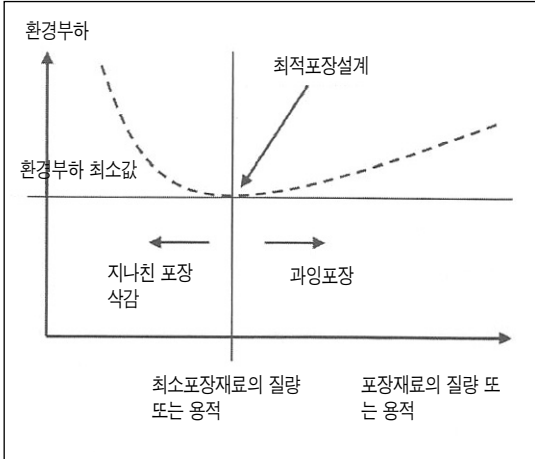 환경부하
최적포장설계
환경부하 최소값
지나친 포장
삭감
과잉포장
최소포장재료의 질량
또는 용적
포장재료의 질량 또
는 용적